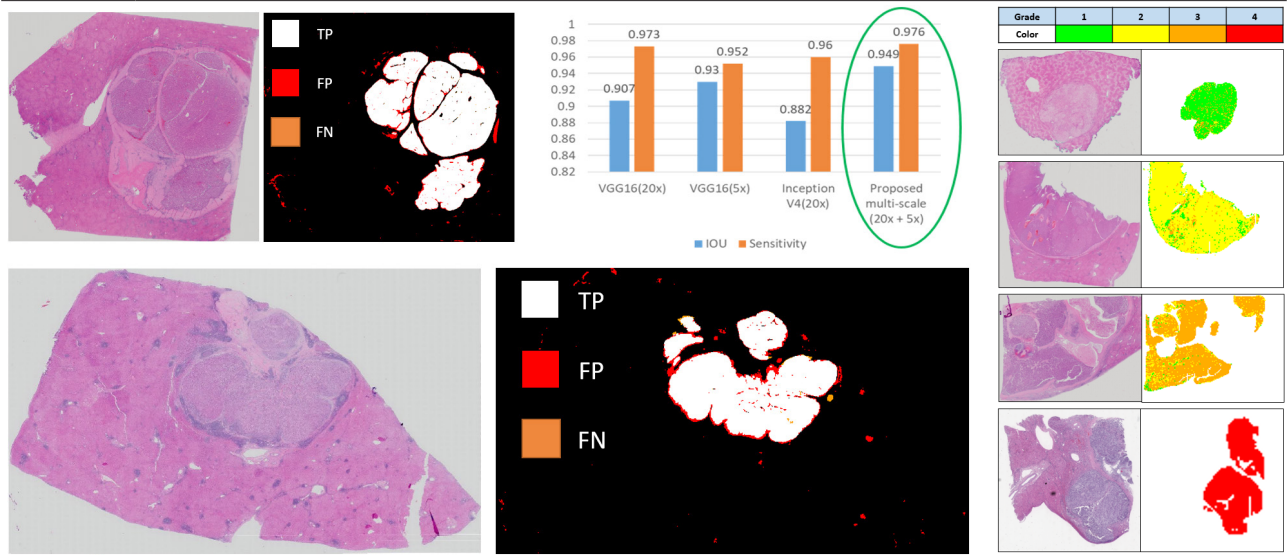 TP
FP
FN
1
0.98
0.96
0.94
0.92
0.9
0.88
0.86
0.84
0.82
0.907
0.973
0.93
0.952
0.882
0.96
0.949
0.976
VGG16(20x)
VGG16(5x)
Inception
V4(20x)
Proposed
multi-scale
(20x + 5x)
IOU
Sensitivity
Grade 1 2 3 4
Color
TP
FP
FN